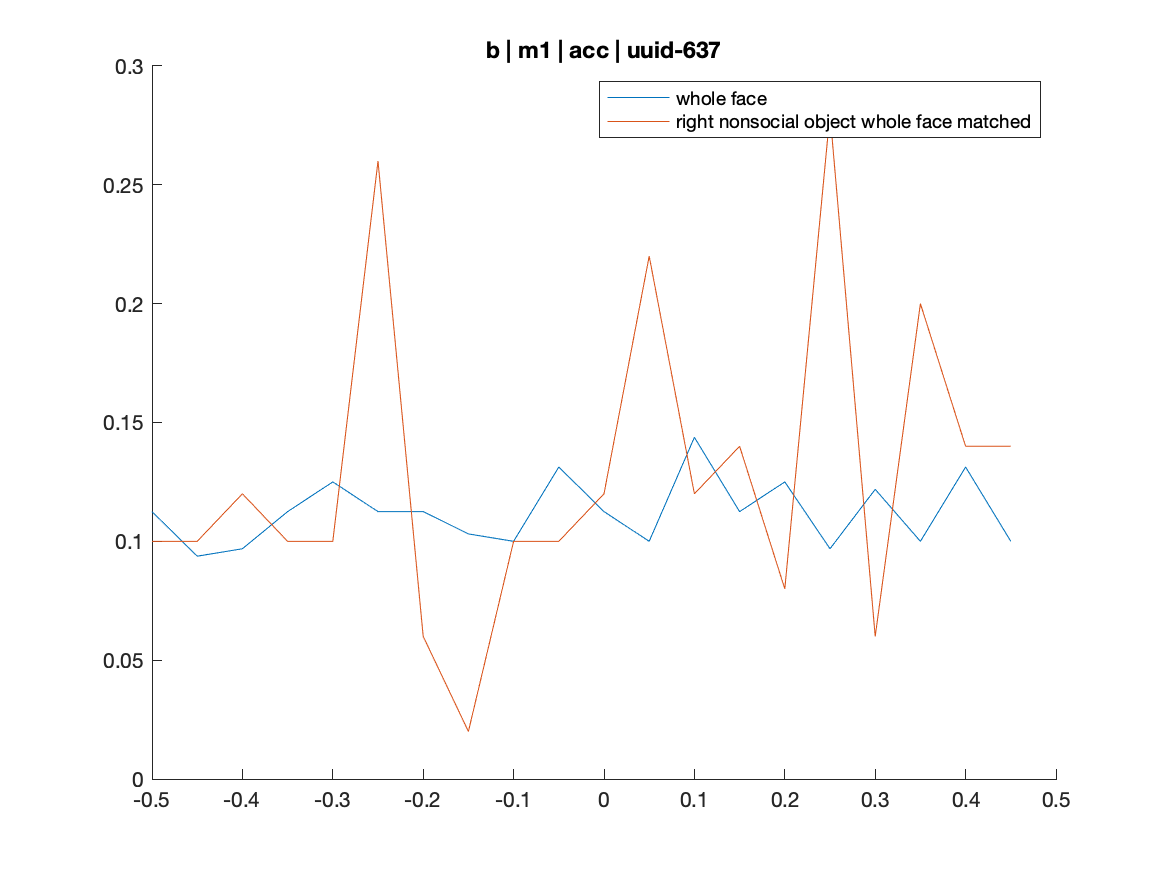 b | m1 | acc | uuid-637
whole face
right nonsocial object whole face matched
0.3
0.25
0.2
0.15
0.1
0.05
0
-0.5 -0.4 -0.3 -0.2 -0.1 0 0.1 0.2 0.3 0.4 0.5